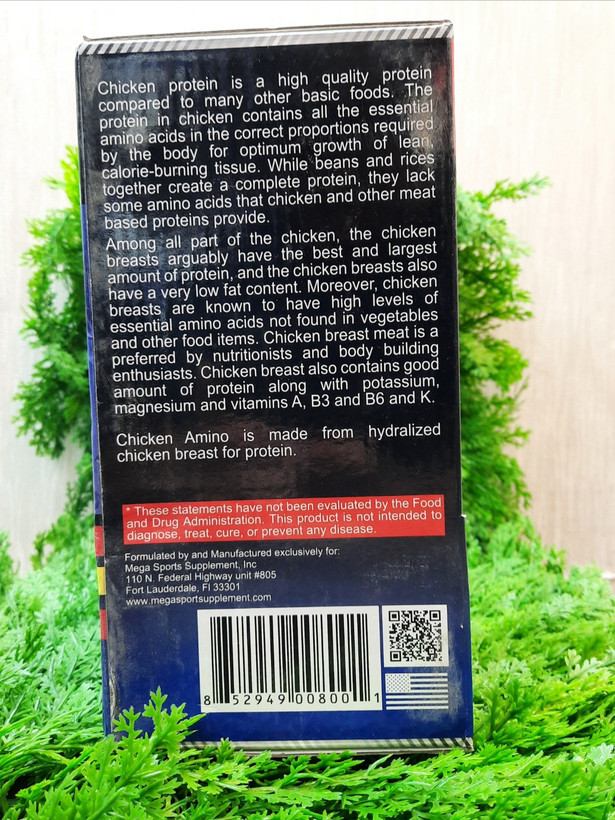 Chicken protein is a high quality protein
compared to many other basic foods. The
protein in chicken contains all the essential
amino acids in the correct proportions required
by the body for optimum growth of lean,
calorie-burning tissue. While beans and rices
together create a complete protein, they lack
some amino acids that chicken and other meat
based proteins provide.
Among all part of the chicken, the chicken
breasts arguably have the best and largest
amount of protein, and the chicken breasts also
have a very low fat content. Moreover, chicken
breasts are known to have high levels of
essential amino acids not found in vegetables
and other food items. Chicken breast meat is a
preferred by nutritionists and body building
enthusiasts. Chicken breast also contains good
amount of protein along with potassium,
magnesium and vitamins A, B3 and B6 and K.
Chicken Amino is made from hydralized
chicken breast for protein.
* These statements have not been evaluated by the Food
and Drug Administration. This product is not intended to
diagnose, treat, cure, or prevent any disease.
Formulated by and Manufactured exclusively for:
Mega Sports Supplement, Inc
110 N. Federal Highway unit #805
Fort Lauderdale, Fl 33301
www.megasportsupplement.com
8 52949 00800 1